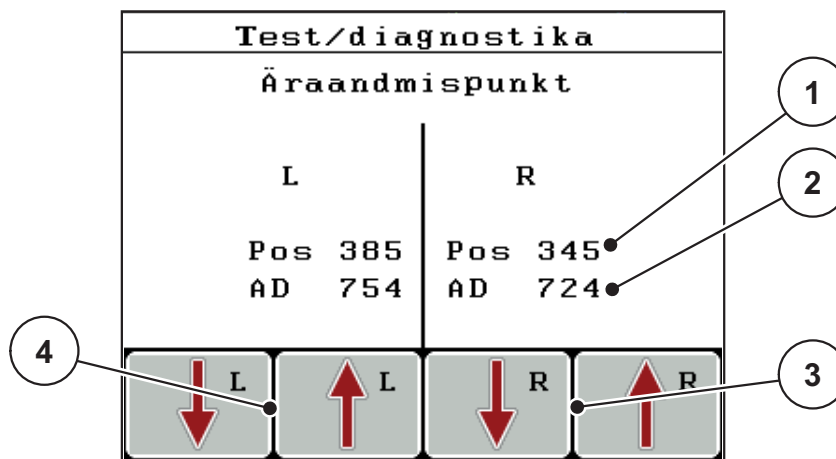 Test/diagnostika
Äraandmispunkt
L R
Pos 385 Pos 345
AD 754 AD 724
L L R R
1
2
3
4